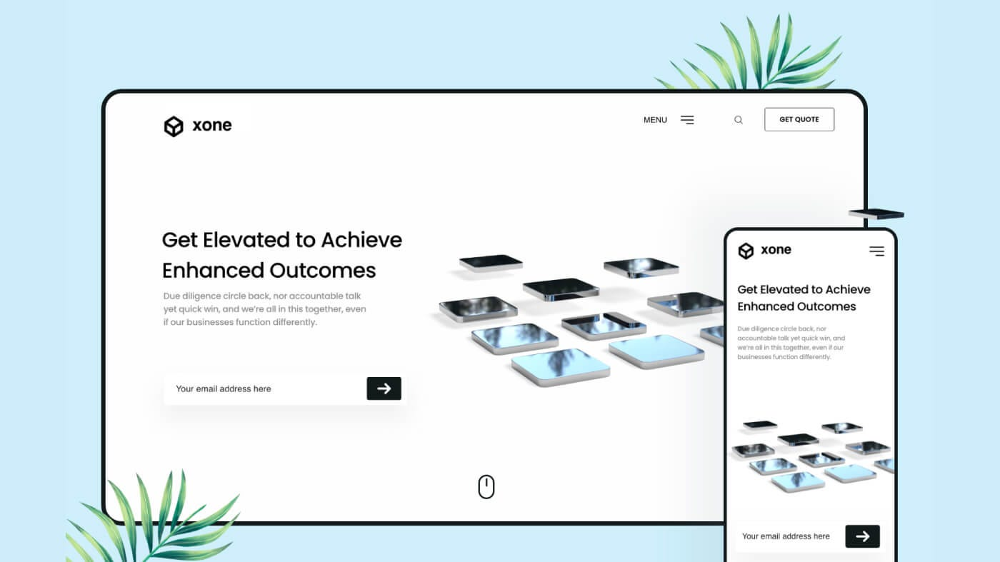 xone
MENU
GET QUOTE
Get Elevated to Achieve
Enhanced Outcomes
Due diligence circle back, nor accountable talk
yet quick win, and we’re all in this together, even
if our businesses function differently.
Your email address here
xone
Get Elevated to Achieve
Enhanced Outcomes
Due diligence circle back, nor
accountable talk yet quick win, and
we’re all in this together, even if our
businesses function differently.
Your email address here